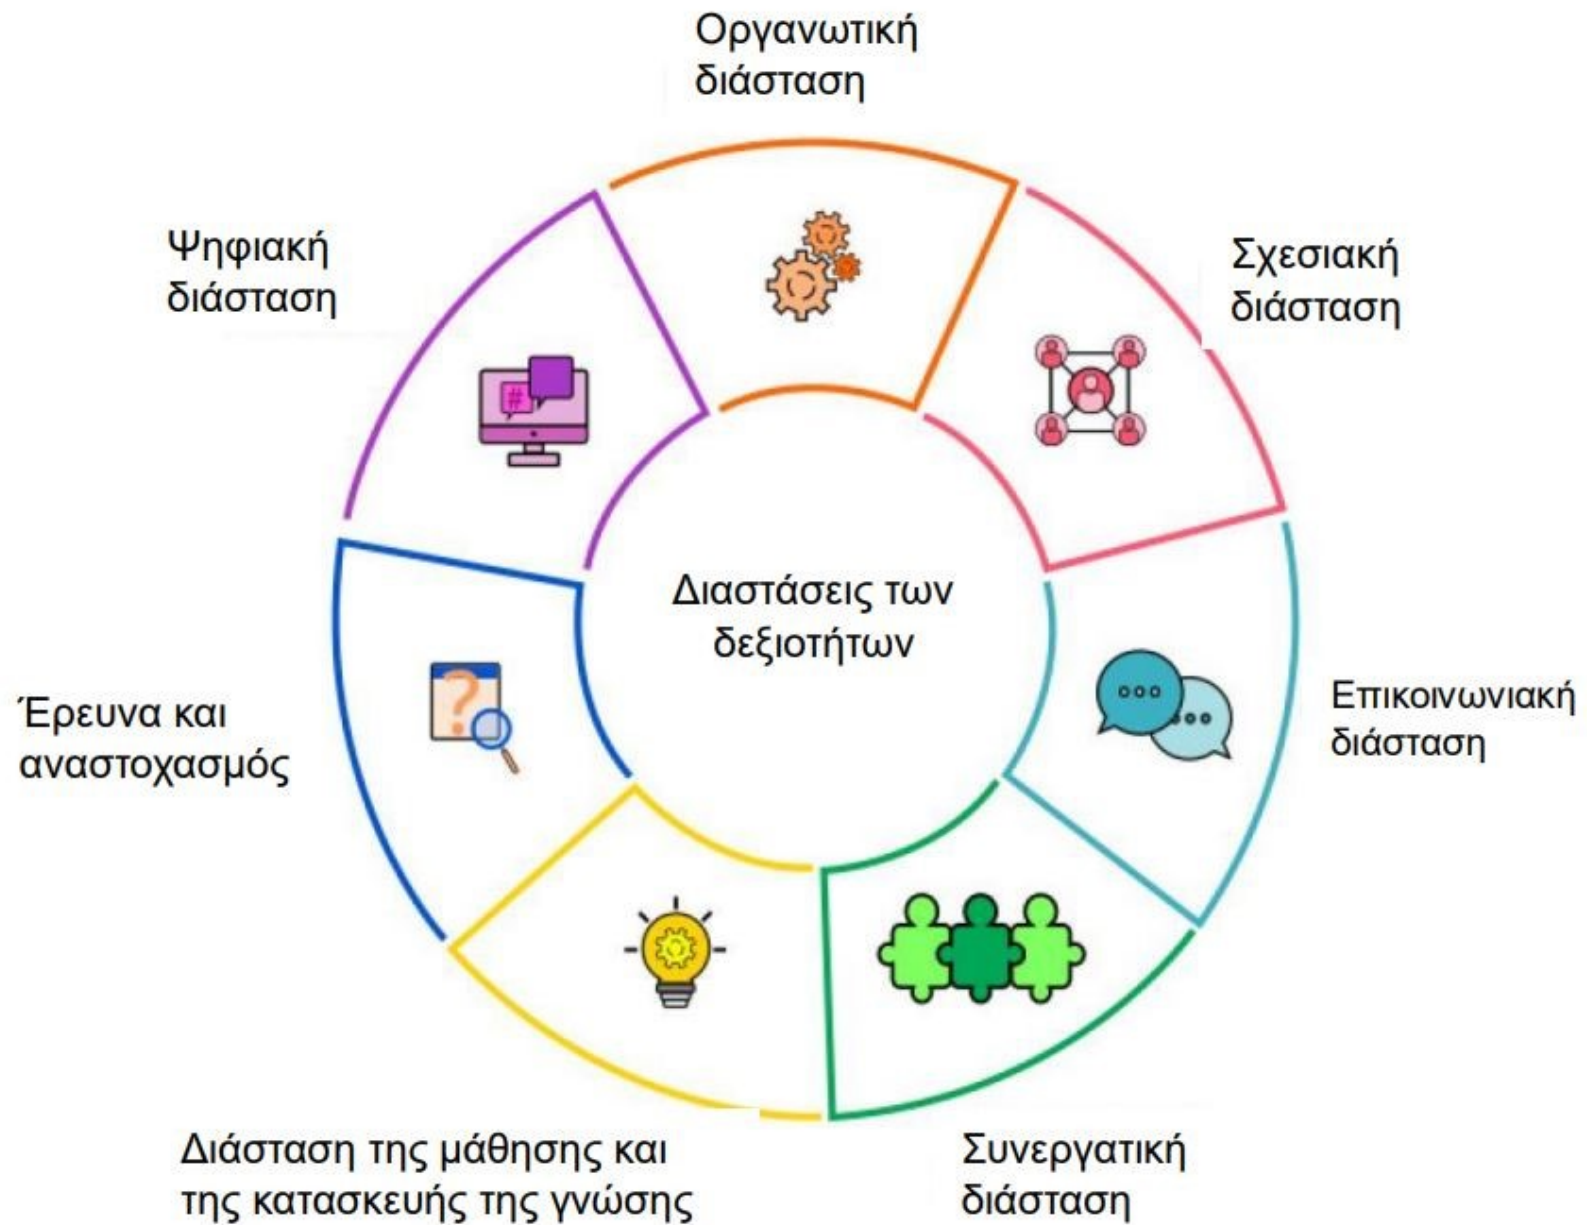 Οργανωτική
διάσταση
Σχεσιακή
διάσταση
Επικοινωνιακή
διάσταση
Συνεργατική
διάσταση
Διάσταση της μάθησης και
της κατασκευής της γνώσης
Έρευνα και
αναστοχασμός
Ψηφιακή
διάσταση
#
?
Διαστάσεις των
δεξιοτήτων